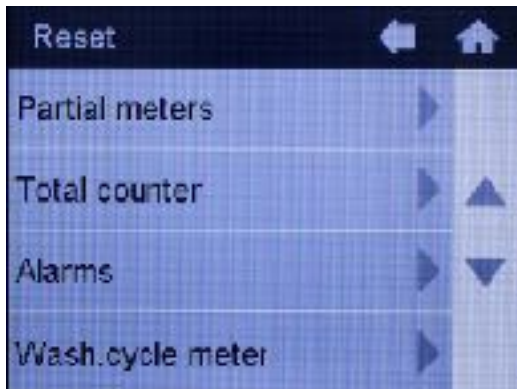 Reset
Partial meters
Total counter
Alarms
Wash.cycle meter